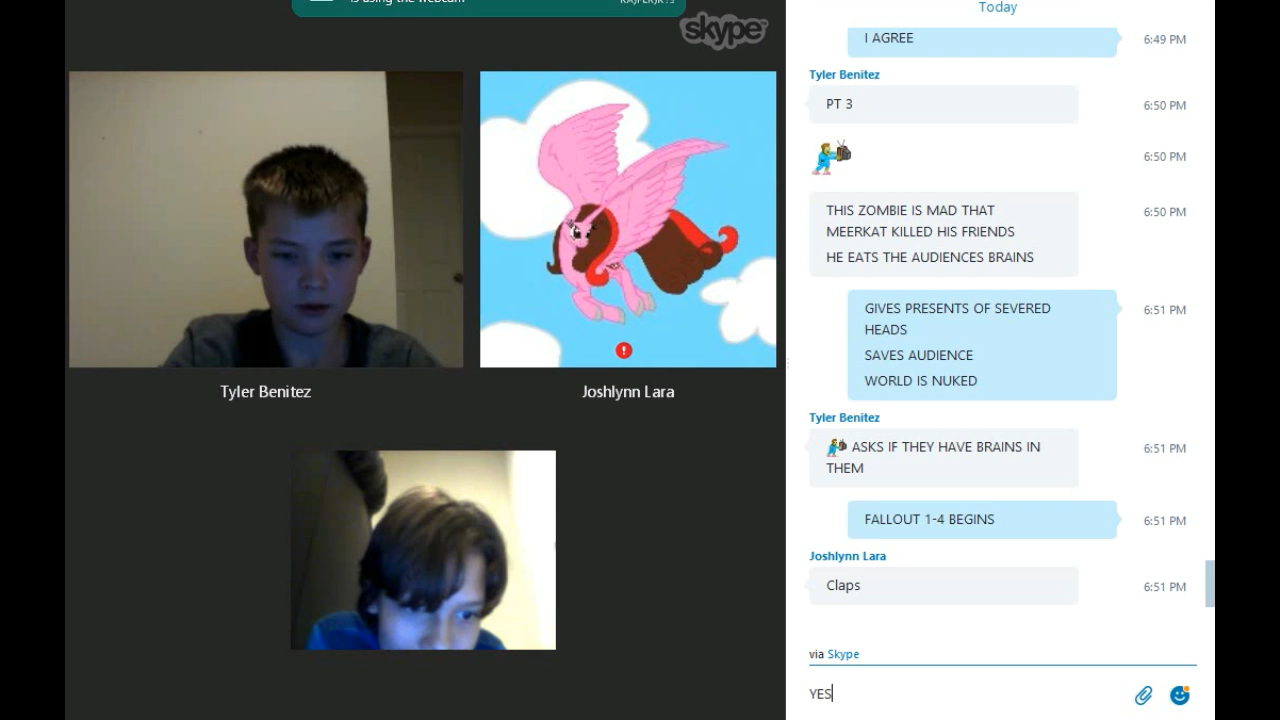 is using the webcam
skype
Tyler Benitez
Joshlynn Lara
Today
I AGREE
6:49 PM
Tyler Benitez
PT 3
6:50 PM
6:50 PM
THIS ZOMBIE IS MAD THAT
MEERKAT KILLED HIS FRIENDS
HE EATS THE AUDIENCES BRAINS
6:50 PM
GIVES PRESENTS OF SEVERED
HEADS
SAVES AUDIENCE
WORLD IS NUKED
6:51 PM
Tyler Benitez
ASKS IF THEY HAVE BRAINS IN
THEM
6:51 PM
FALLOUT 1-4 BEGINS
6:51 PM
Joshlynn Lara
Claps
6:51 PM
via Skype
YES